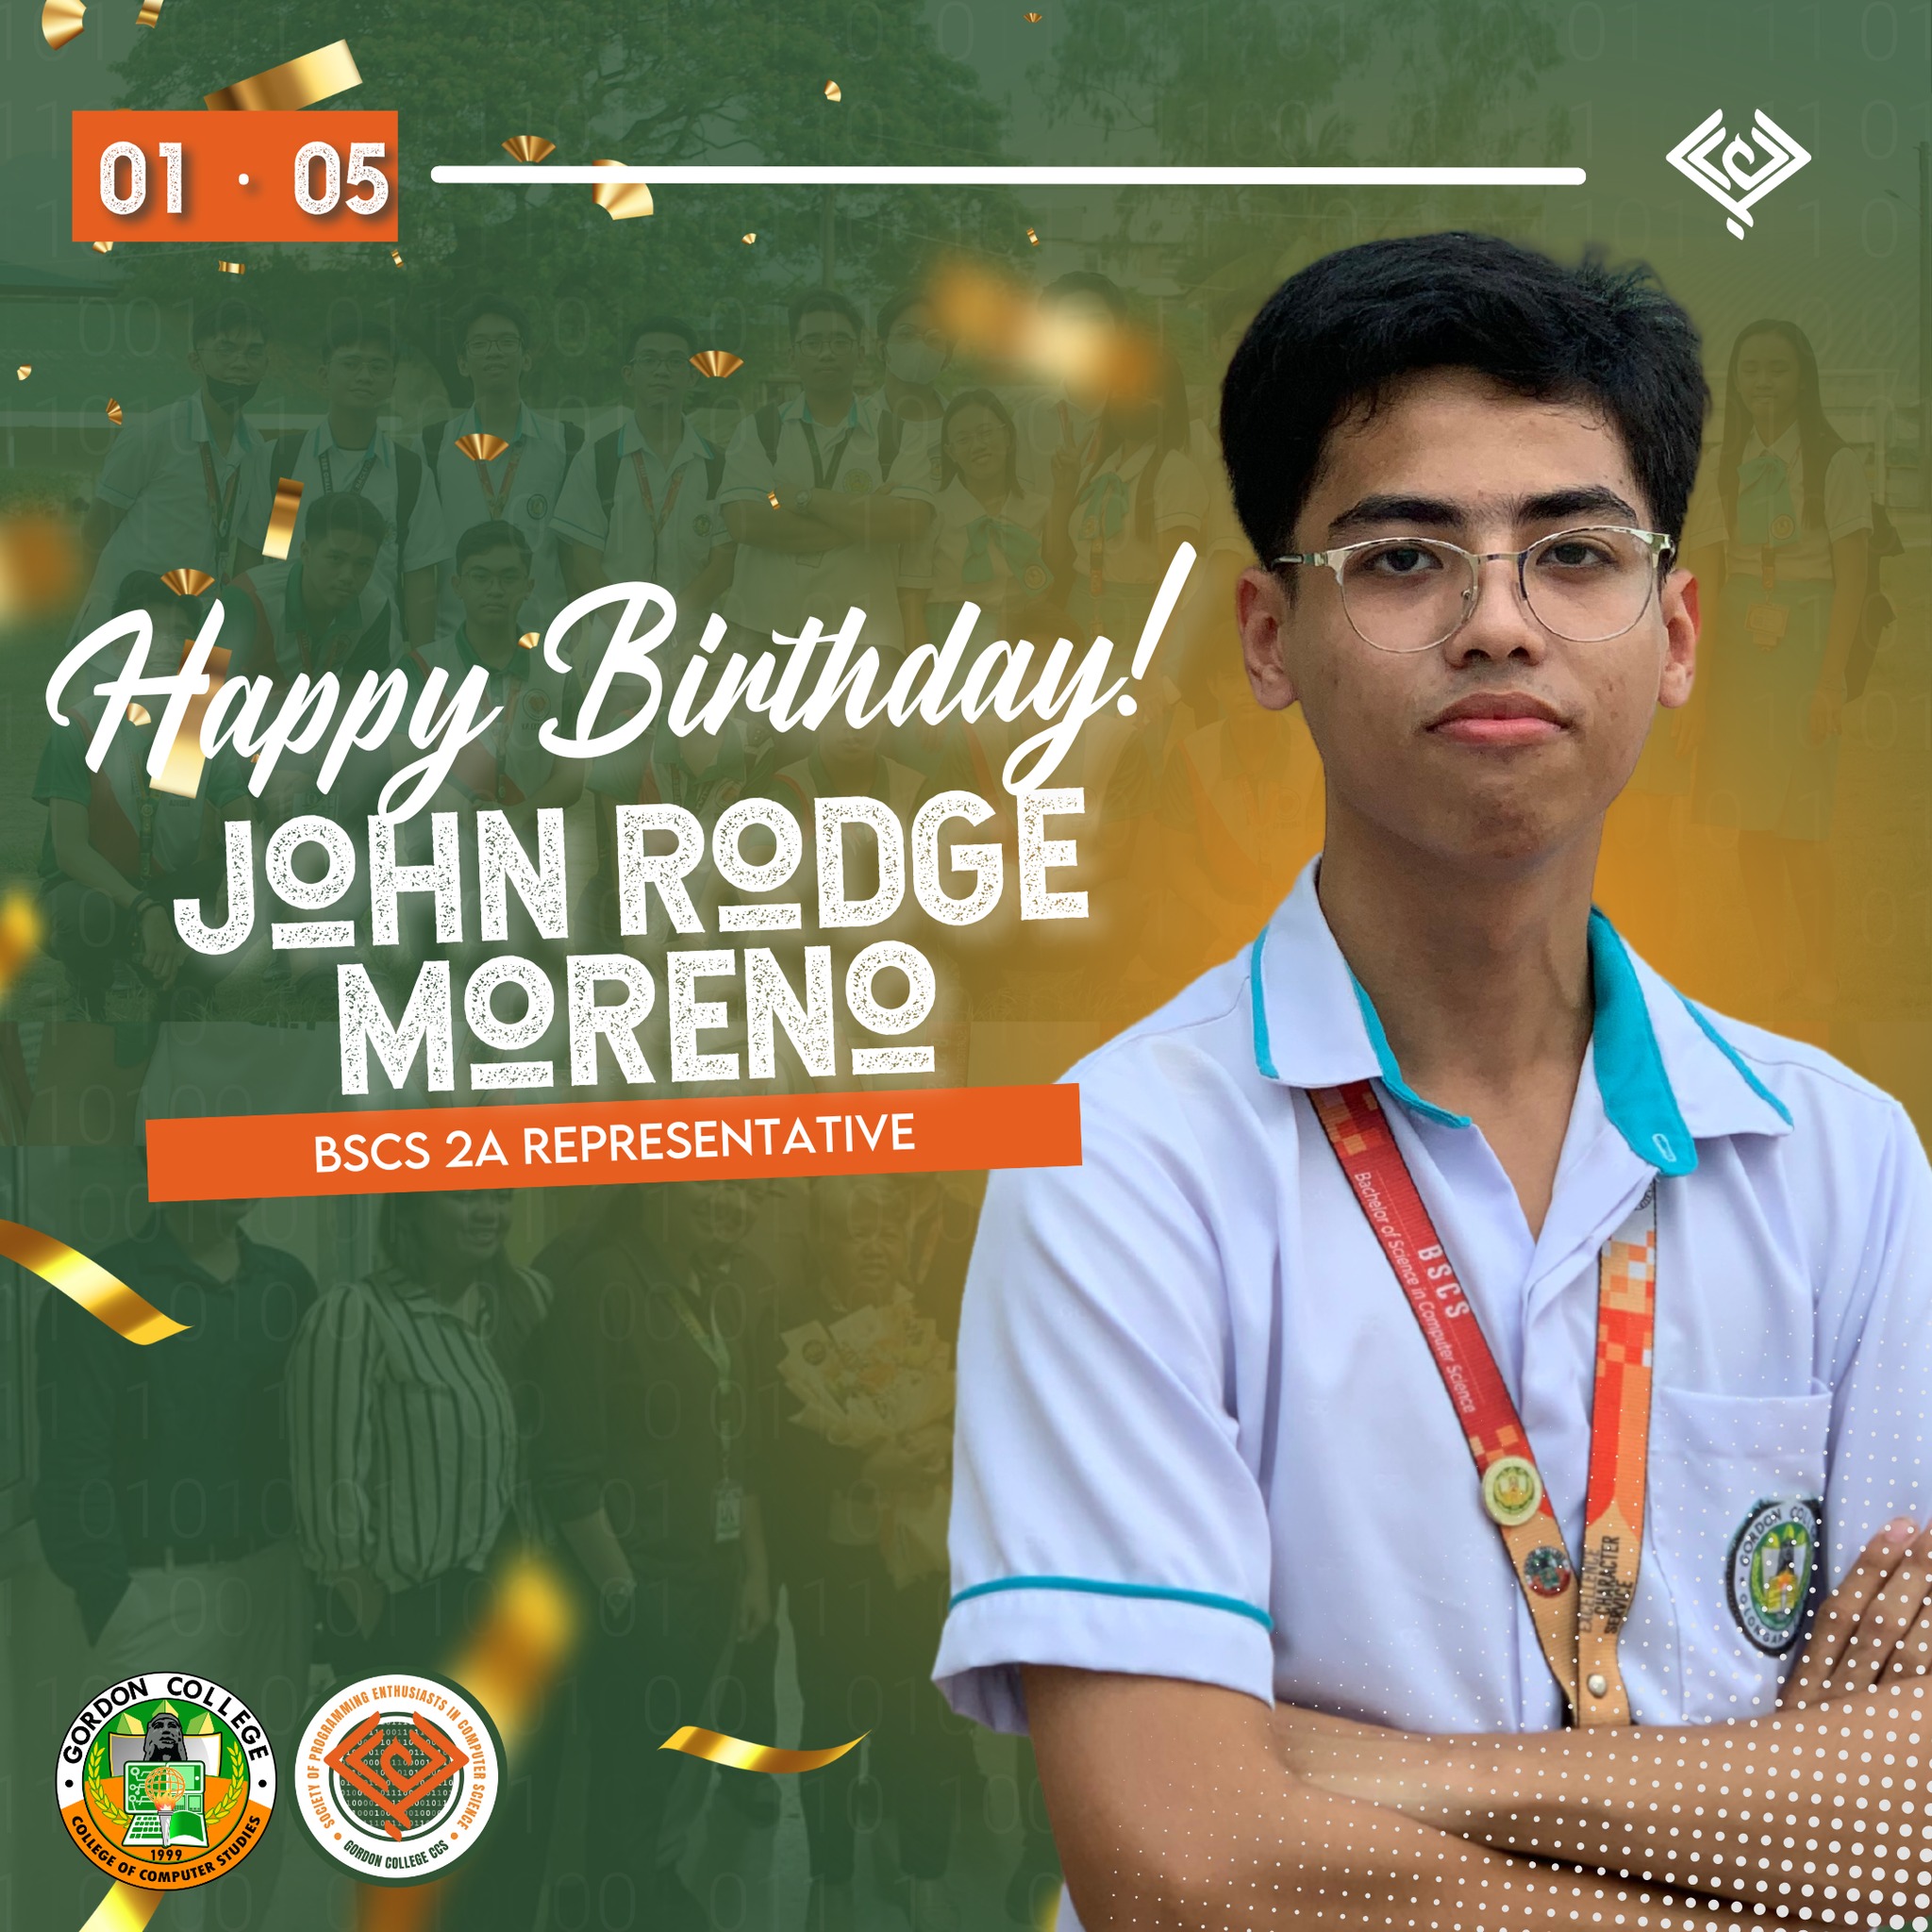 01 · 05
Happy Birthday!
JOHN RODGE
MORENO
BSCS 2A REPRESENTATIVE
BSCS
Bachelor of Science in Computer Science
EXCELLENCE
CHARACTER
SERVICE
GORDON COLLEGE
COLLEGE OF COMPUTER STUDIES
1999
SOCIETY OF PROGRAMMING ENTHUSIASTS IN COMPUTER SCIENCE
GORDON COLLEGE CCS